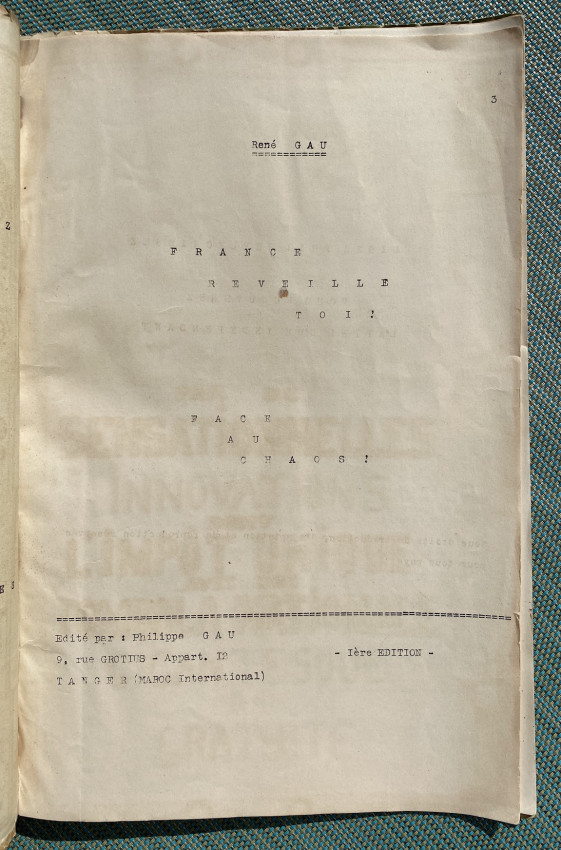 3
René G A U
============
F R A N C E
R E V E I L L E
T O I !
F A C E
A U
C H A O S !
Edité par : Philippe G A U
9, rue GROTIUS - Appart. I2
- Ière EDITION -
T A N G E R (MAROC International)